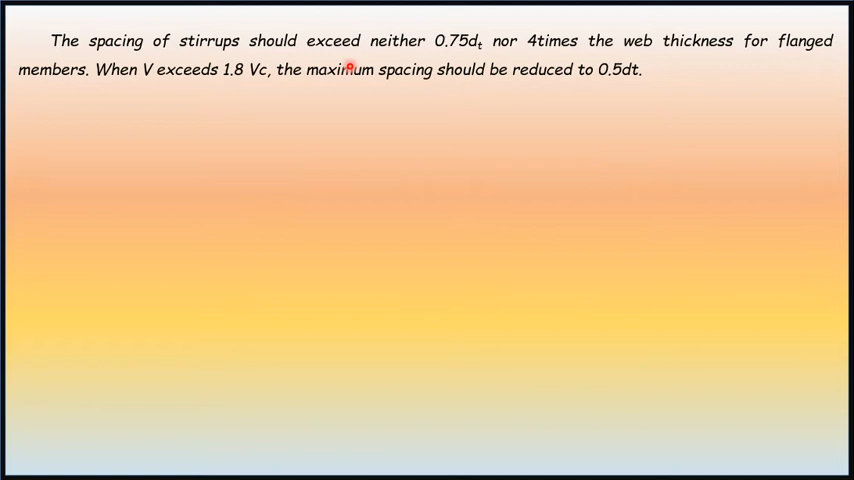 The spacing of stirrups should exceed neither 0.75dₜ nor 4times the web thickness for flanged
members. When V exceeds 1.8 Vc, the maximum spacing should be reduced to 0.5dt.